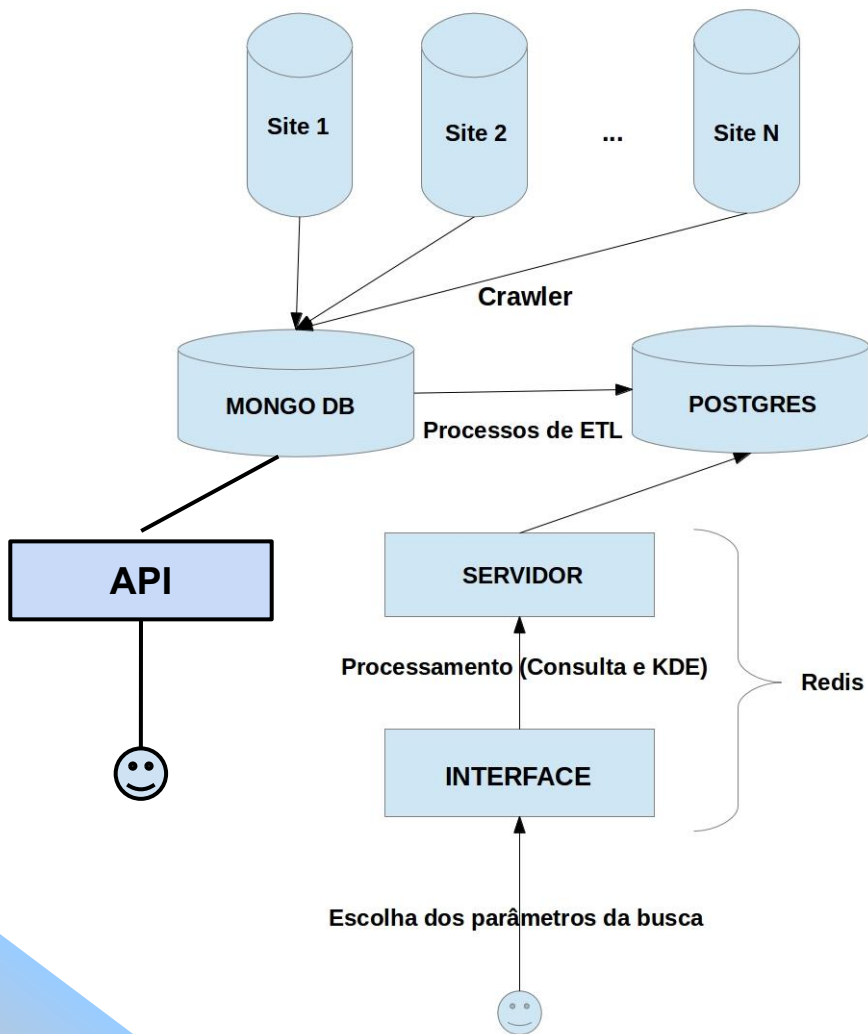 Site 1
Site 2
...
Site N
Crawler
MONGO DB
POSTGRES
Processos de ETL
API
SERVIDOR
Processamento (Consulta e KDE)
Redis
INTERFACE
Escolha dos parâmetros da busca